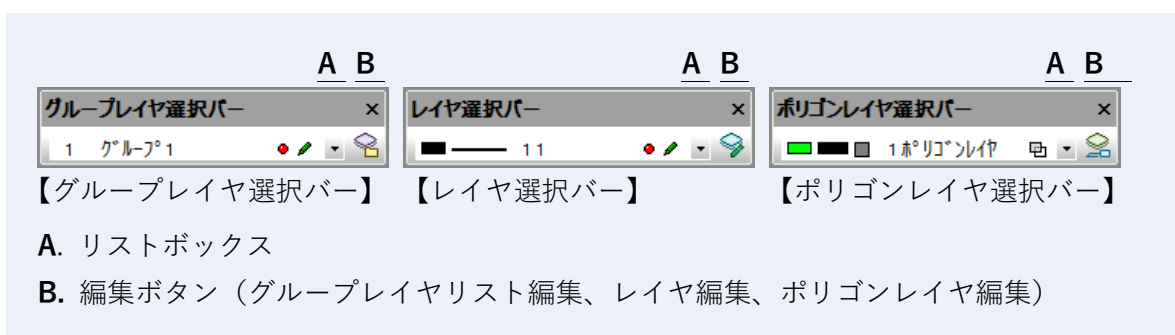 A B A B A B
グループレイヤ選択バー × レイヤ選択バー × ポリゴンレイヤ選択バー ×
1 ｸﾞﾙｰﾌﾟ1 11 1ﾎﾟﾘｺﾞﾝﾚｲﾔ
【グループレイヤ選択バー】 【レイヤ選択バー】 【ポリゴンレイヤ選択バー】
A. リストボックス
B. 編集ボタン（グループレイヤリスト編集、レイヤ編集、ポリゴンレイヤ編集）